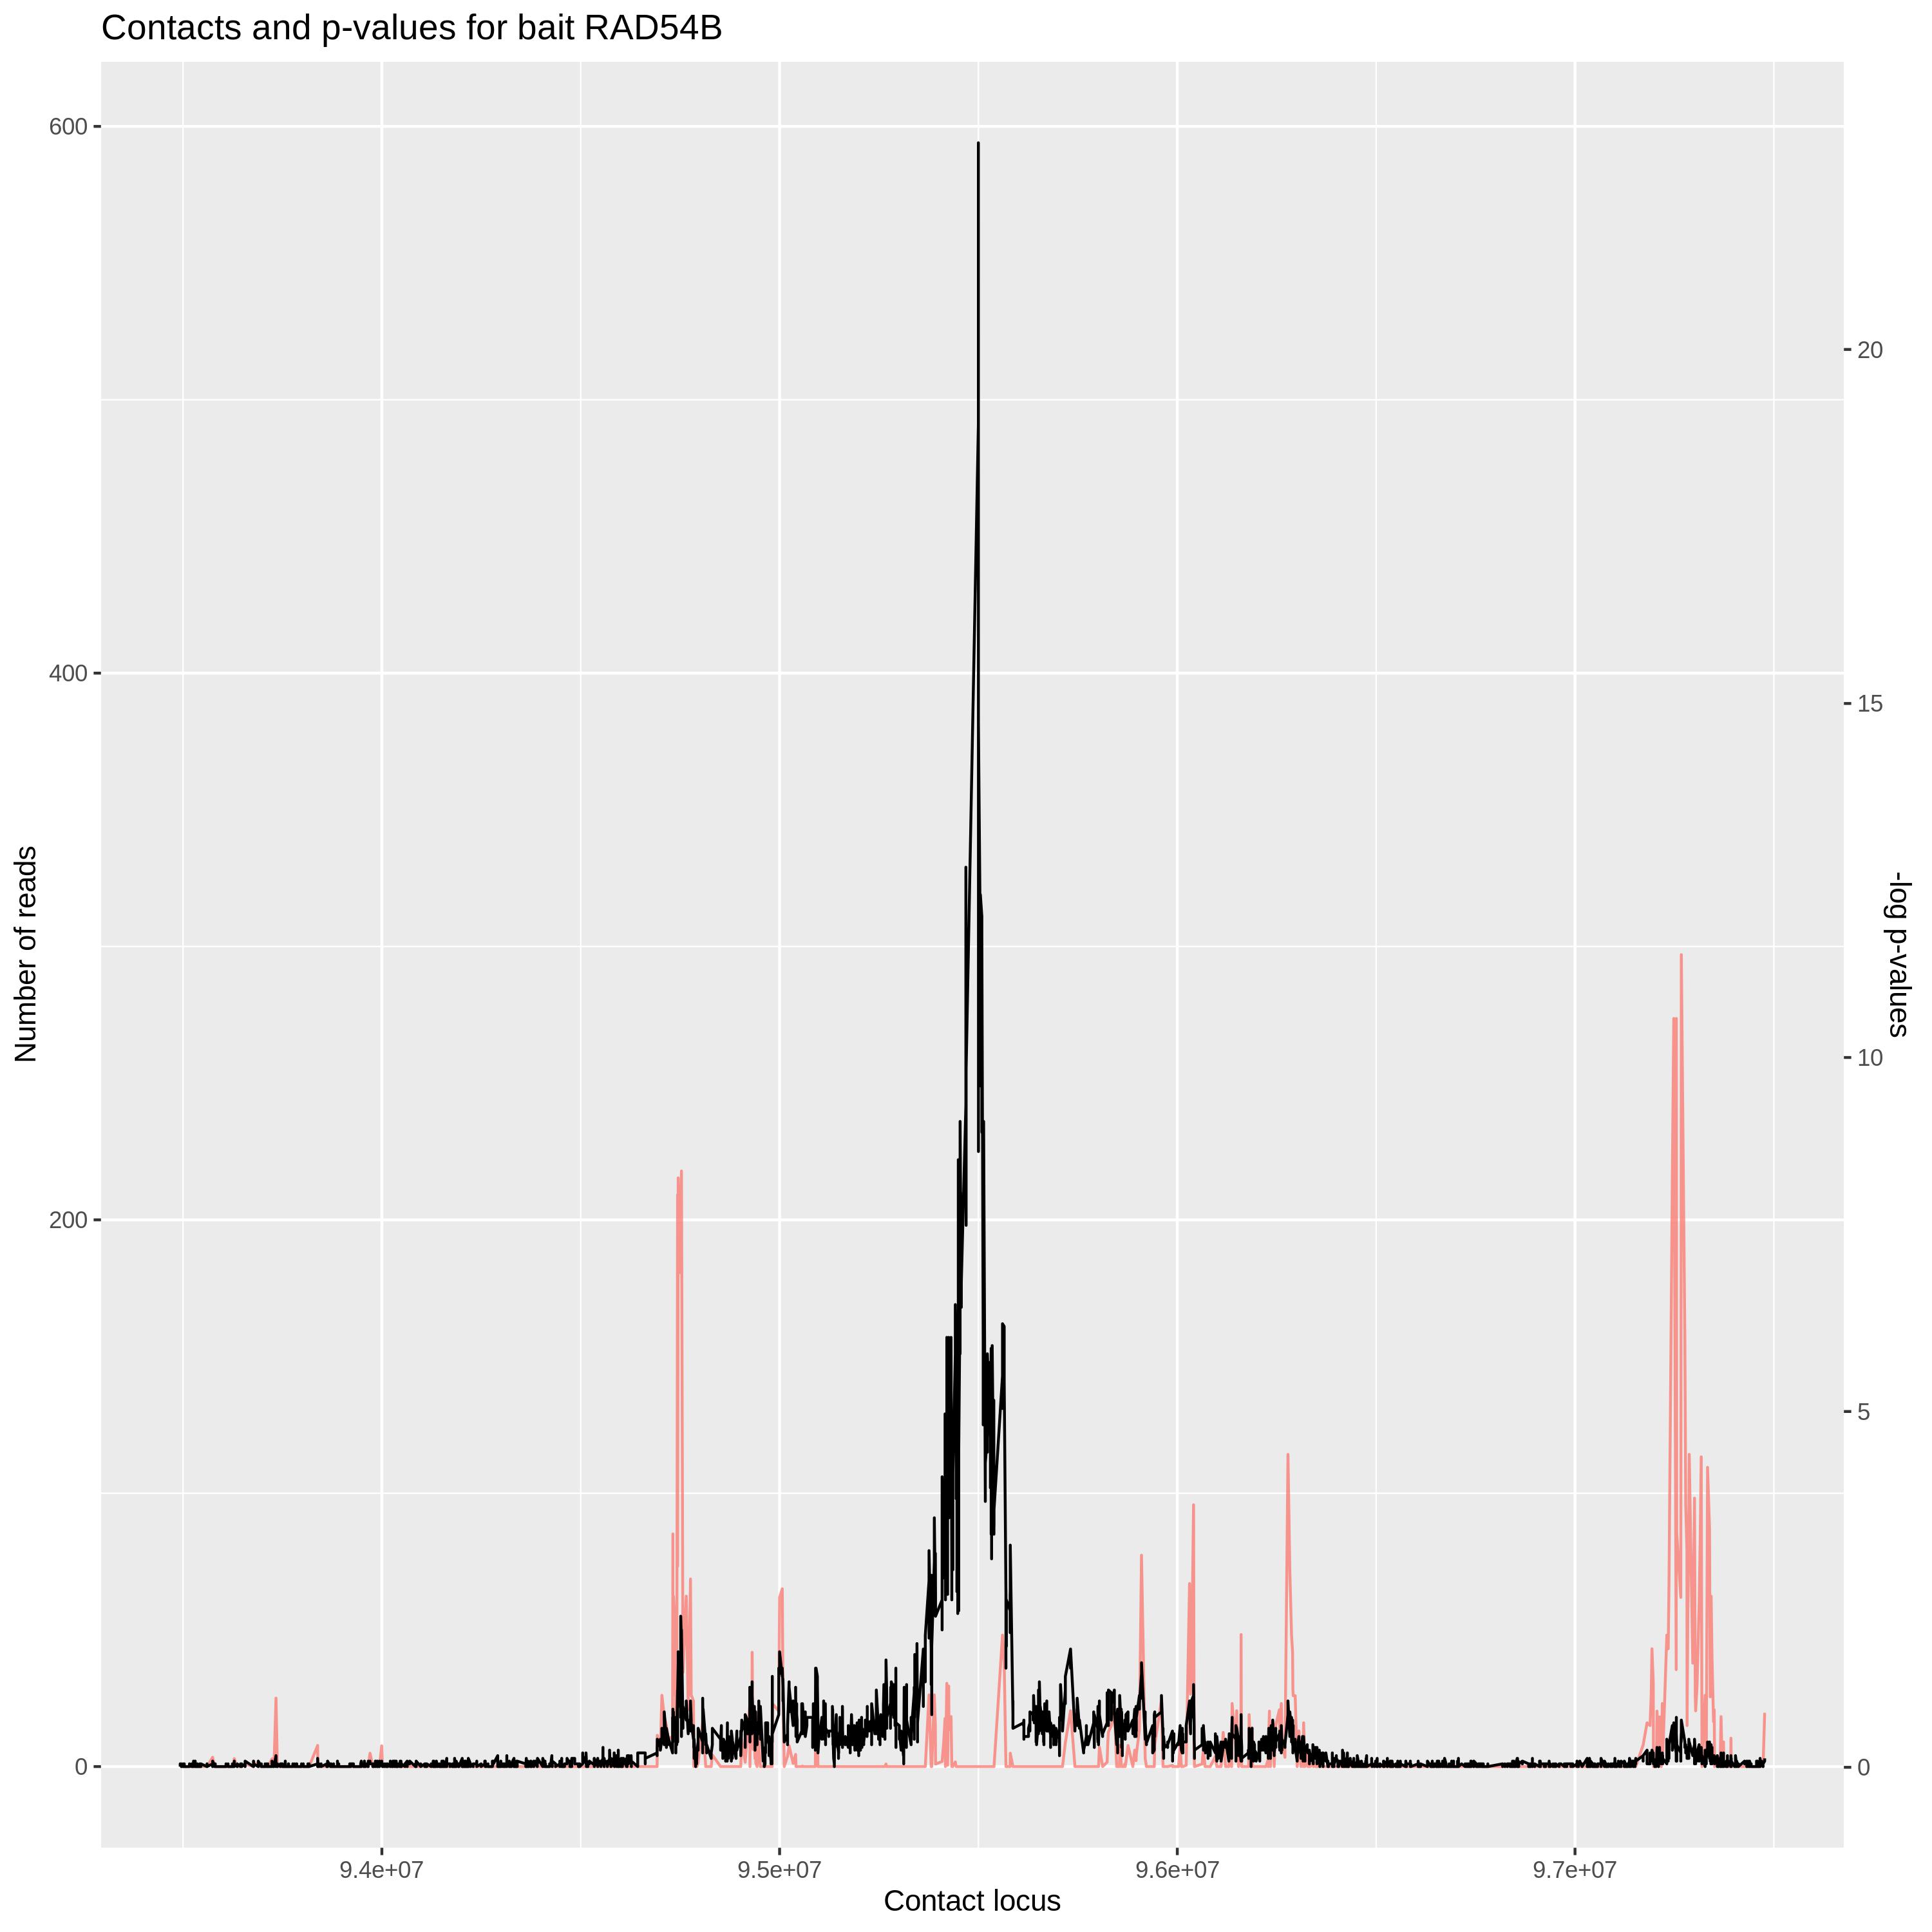 Contacts and p-values for bait RAD54B
600
400
200
0
Number of reads
20
15
10
5
0
-log p-values
9.4e+07
9.5e+07
9.6e+07
9.7e+07
Contact locus